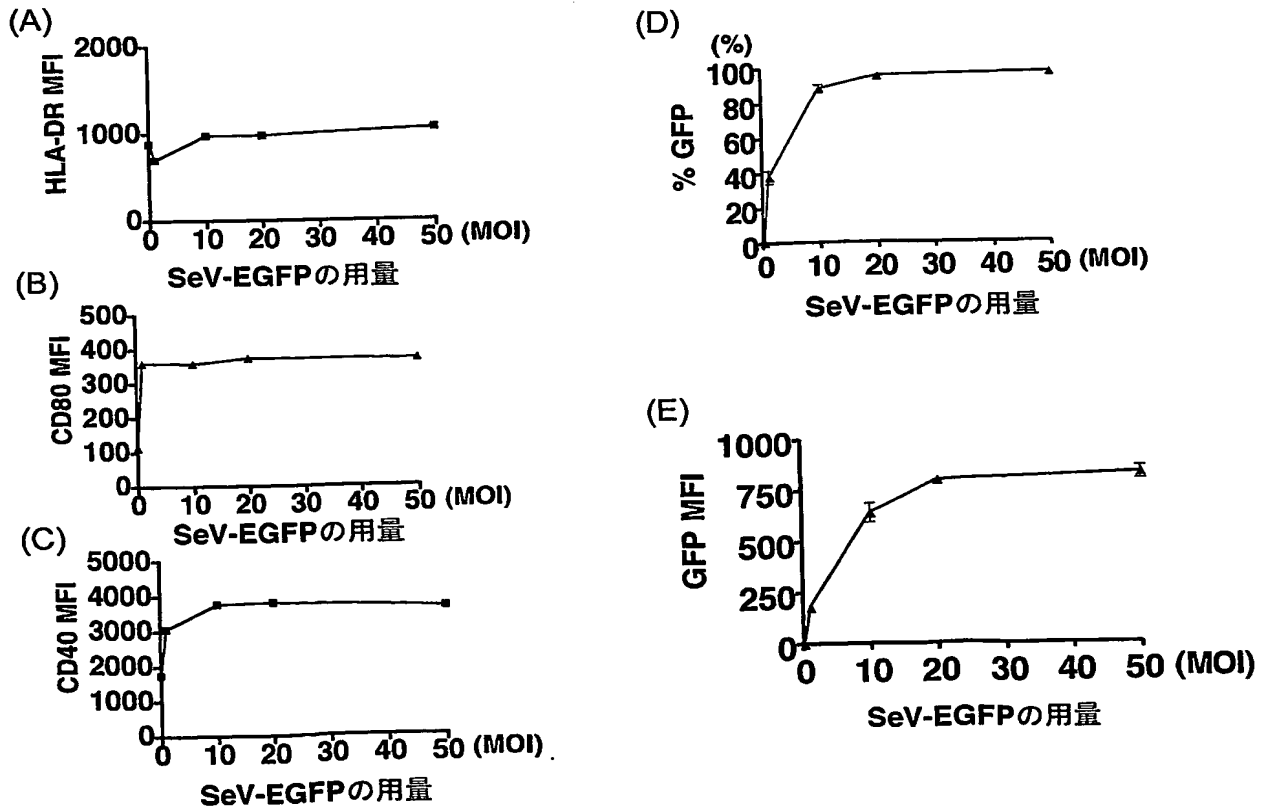 (A)
HLA-DR MFI
2000
1000
0
0 10 20 30 40 50 (MOI)
SeV-EGFPの用量
(B)
CD80 MFI
500
400
300
200
100
0
0 10 20 30 40 50 (MOI)
SeV-EGFPの用量
(C)
CD40 MFI
5000
4000
3000
2000
1000
0
0 10 20 30 40 50 (MOI)
SeV-EGFPの用量
(D)
(%)
% GFP
100
80
60
40
20
0
0 10 20 30 40 50 (MOI)
SeV-EGFPの用量
(E)
GFP MFI
1000
750
500
250
0
0 10 20 30 40 50 (MOI)
SeV-EGFPの用量